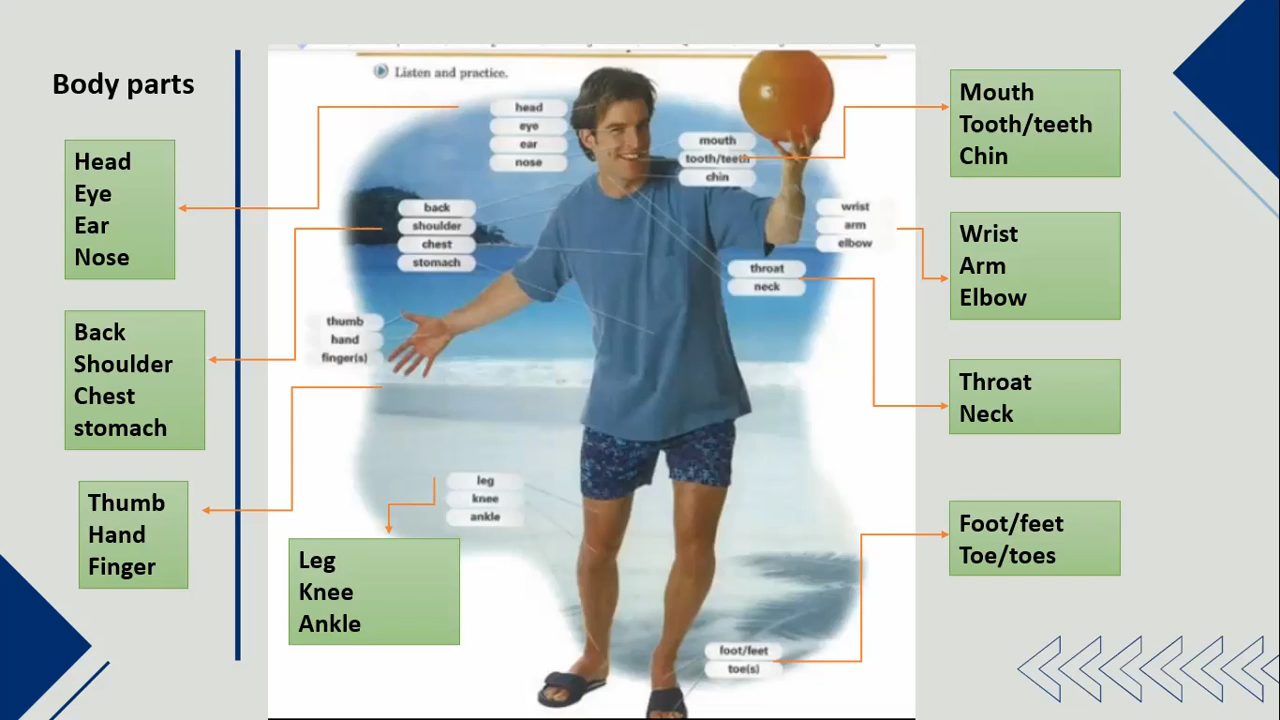 Body parts
Head
Eye
Ear
Nose
Back
Shoulder
Chest
stomach
Thumb
Hand
Finger
Listen and practice.
head
eye
ear
nose
mouth
tooth/teeth
chin
back
shoulder
chest
stomach
wrist
arm
elbow
throat
neck
thumb
hand
finger(s)
leg
knee
ankle
foot/feet
toe(s)
Leg
Knee
Ankle
Mouth
Tooth/teeth
Chin
Wrist
Arm
Elbow
Throat
Neck
Foot/feet
Toe/toes